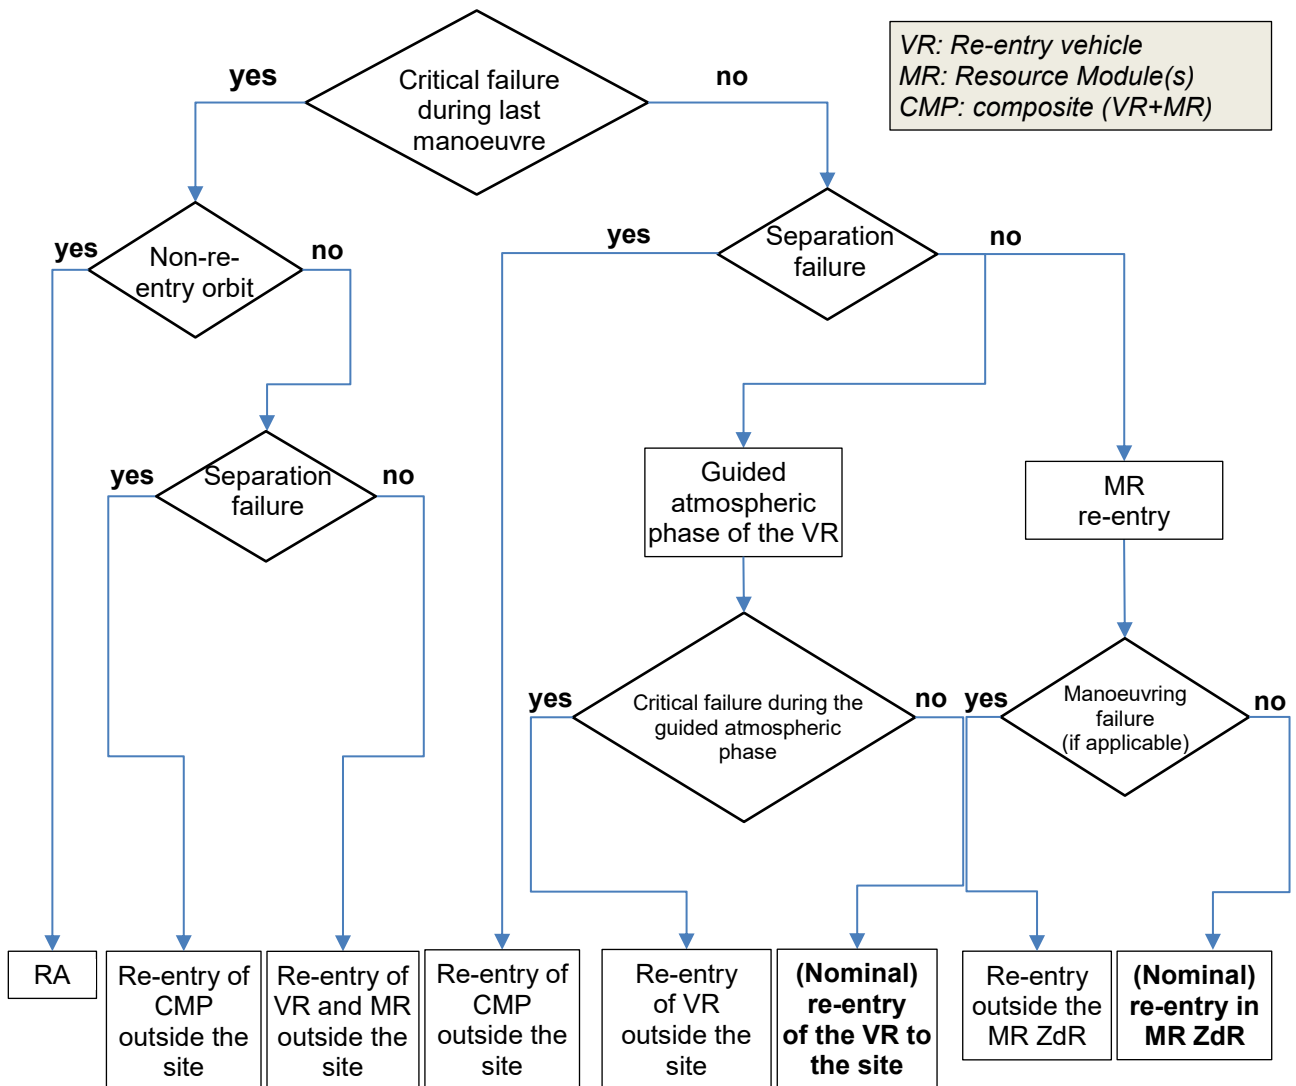 VR: Re-entry vehicle
MR: Resource Module(s)
CMP: composite (VR+MR)
yes
Critical failure
during last
manoeuvre
no
yes
Non-re-
entry orbit
no
yes
Separation
failure
no
yes
Separation
failure
no
Guided
atmospheric
phase of the VR
MR
re-entry
yes
Critical failure during the
guided atmospheric
phase
no
yes
Manoeuvring
failure
(if applicable)
no
RA
Re-entry of
CMP
outside the
site
Re-entry of
VR and MR
outside the
site
Re-entry of
CMP
outside the
site
Re-entry
of VR
outside the
site
(Nominal)
re-entry
of the VR to
the site
Re-entry
outside the
MR ZdR
(Nominal)
re-entry in
MR ZdR